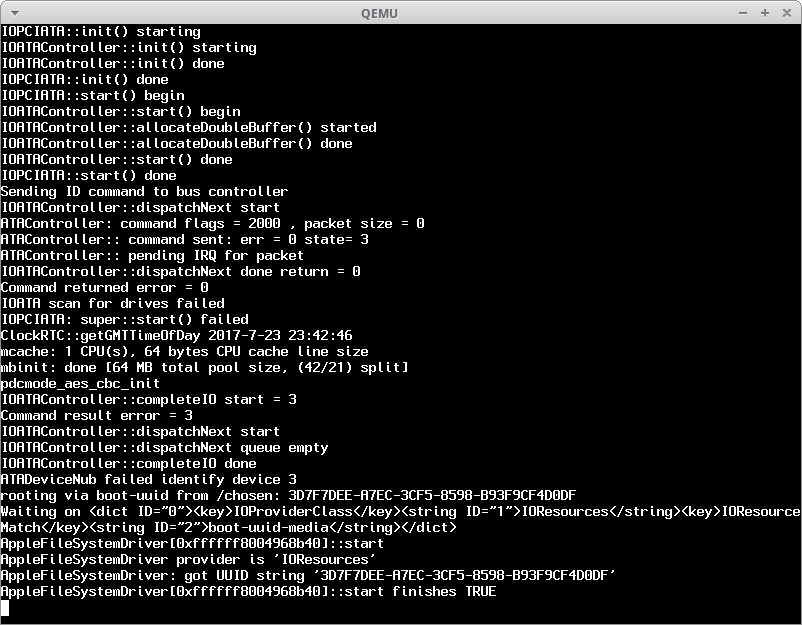 QEMU
IOPCIATA::init() starting
IOATAController::init() starting
IOATAController::init() done
IOPCIATA::init() done
IOPCIATA::start() begin
IOATAController::start() begin
IOATAController::allocateDoubleBuffer() started
IOATAController::allocateDoubleBuffer() done
IOATAController::start() done
IOPCIATA::start() done
Sending ID command to bus controller
IOATAController::dispatchNext start
ATAController: command flags = 2000 , packet size = 0
ATAController:: command sent: err = 0 state= 3
ATAController:: pending IRQ for packet
IOATAController::dispatchNext done return = 0
Command returned error = 0
IOATA scan for drives failed
IOPCIATA: super::start() failed
ClockRTC::getGMTTimeOfDay 2017-7-23 23:42:46
mcache: 1 CPU(s), 64 bytes CPU cache line size
mbinit: done [64 MB total pool size, (42/21) split]
pdcmode_aes_cbc_init
IOATAController::completeIO start = 3
Command result error = 3
IOATAController::dispatchNext start
IOATAController::dispatchNext queue empty
IOATAController::completeIO done
ATADeviceNub failed identify device 3
rooting via boot-uuid from /chosen: 3D7F7DEE-A7EC-3CF5-8598-B93F9CF4D0DF
Waiting on <dict ID="0"><key>IOProviderClass</key><string ID="1">IOResources</string><key>IOResource
Match</key><string ID="2">boot-uuid-media</string></dict>
AppleFileSystemDriver[0xffffff8004968b40]::start
AppleFileSystemDriver provider is 'IOResources'
AppleFileSystemDriver: got UUID string '3D7F7DEE-A7EC-3CF5-8598-B93F9CF4D0DF'
AppleFileSystemDriver[0xffffff8004968b40]::start finishes TRUE